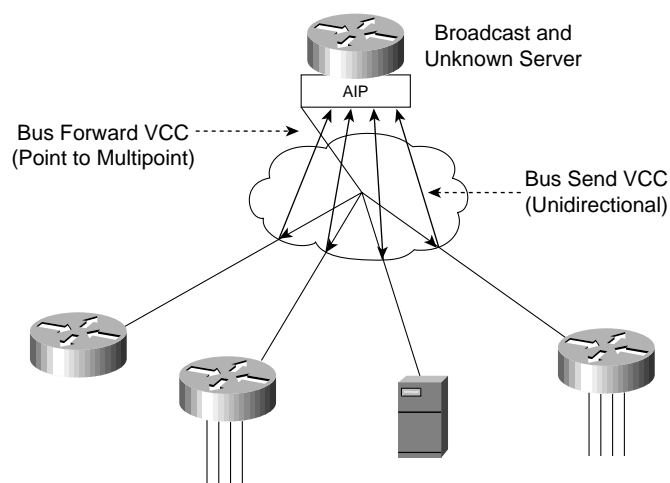 Broadcast and
Unknown Server
AIP
Bus Forward VCC
(Point to Multipoint)
Bus Send VCC
(Unidirectional)